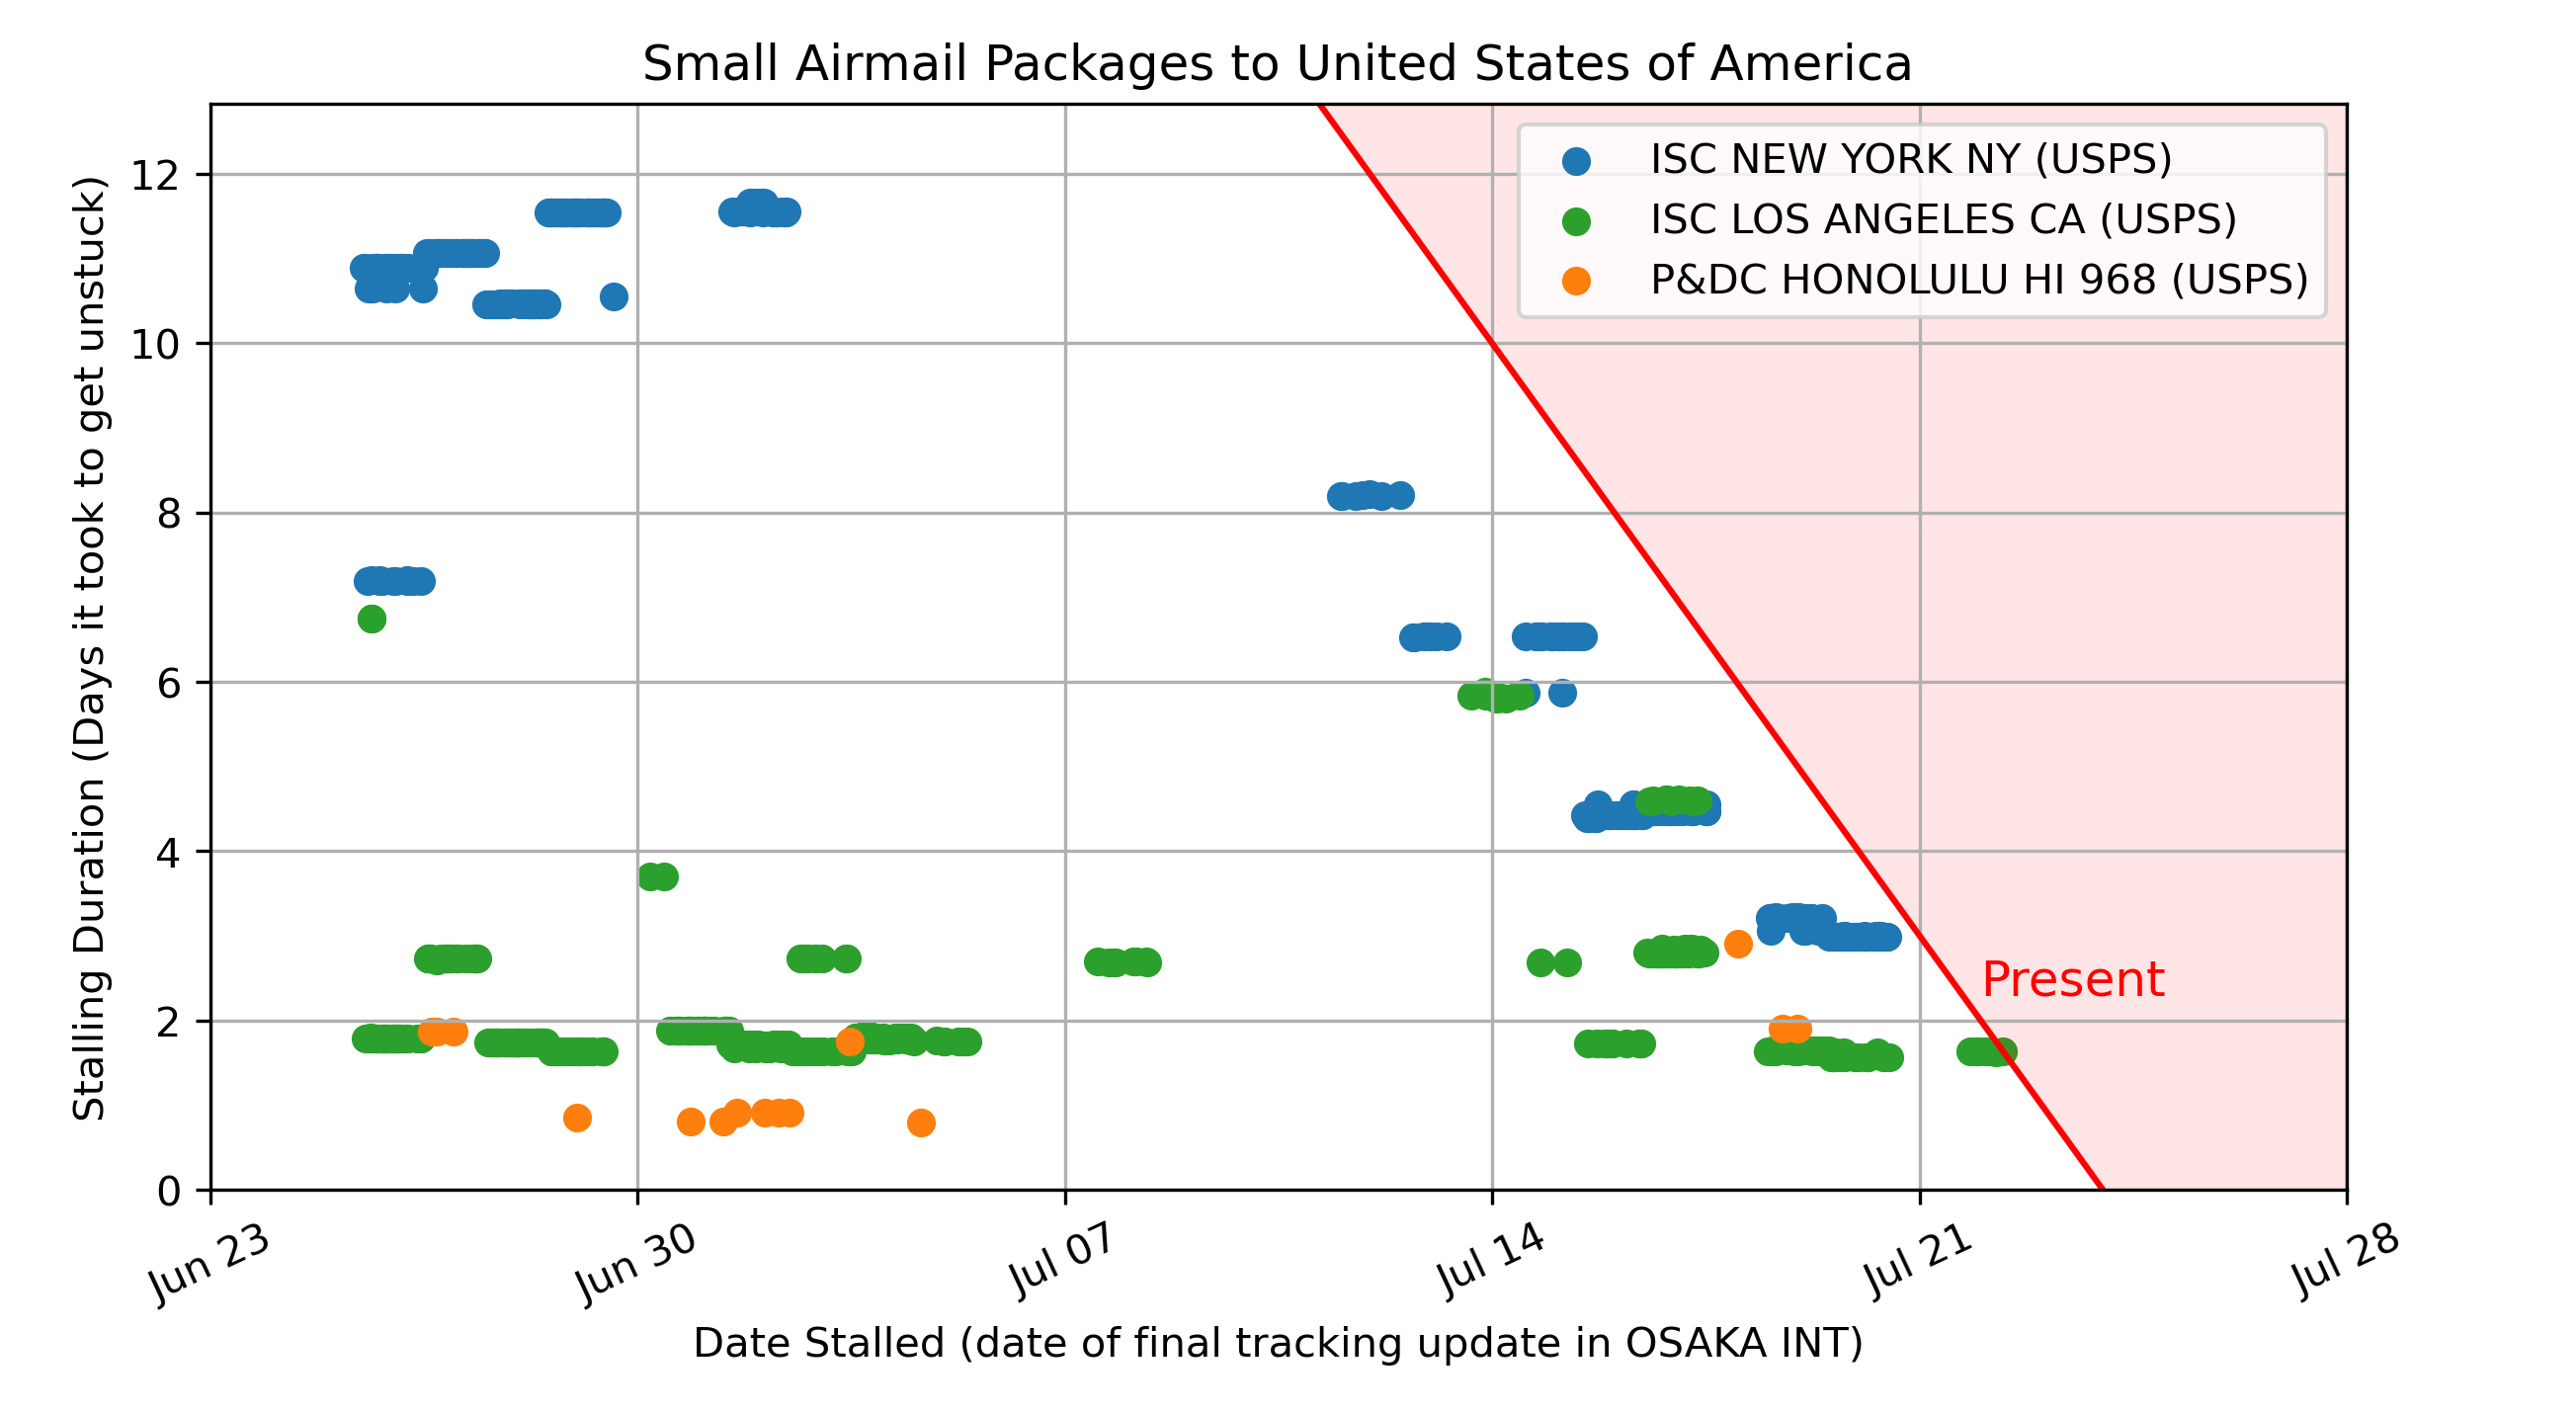 Small Airmail Packages to United States of America
ISC NEW YORK NY (USPS)
ISC LOS ANGELES CA (USPS)
P&DC HONOLULU HI 968 (USPS)
Stalling Duration (Days it took to get unstuck)
12
10
8
6
4
2
0
Present
Jun 23
Jun 30
Jul 07
Jul 14
Jul 21
Jul 28
Date Stalled (date of final tracking update in OSAKA INT)